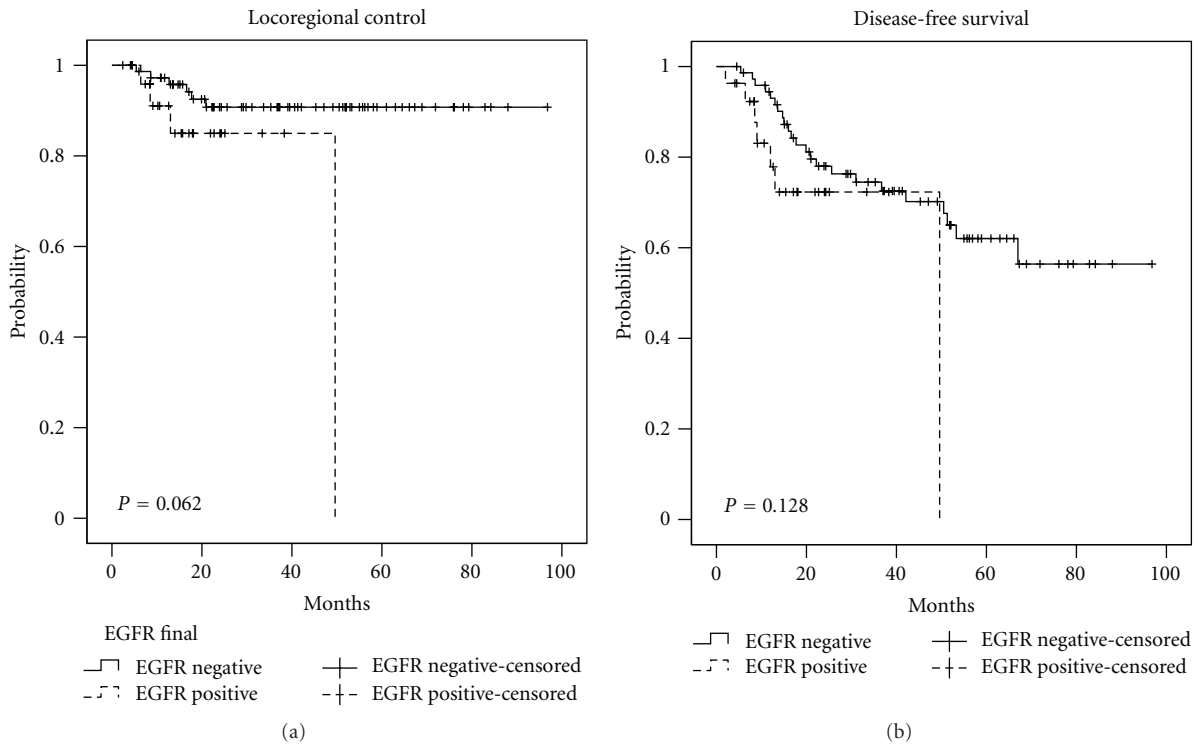 Locoregional control
1
0.8
0.6
0.4
0.2
0
Probability
P = 0.062
0 20 40 60 80 100
Months
EGFR final
EGFR negative
EGFR positive
EGFR negative-censored
EGFR positive-censored
(a)
Disease-free survival
1
0.8
0.6
0.4
0.2
0
Probability
P = 0.128
0 20 40 60 80 100
Months
EGFR negative
EGFR positive
EGFR negative-censored
EGFR positive-censored
(b)